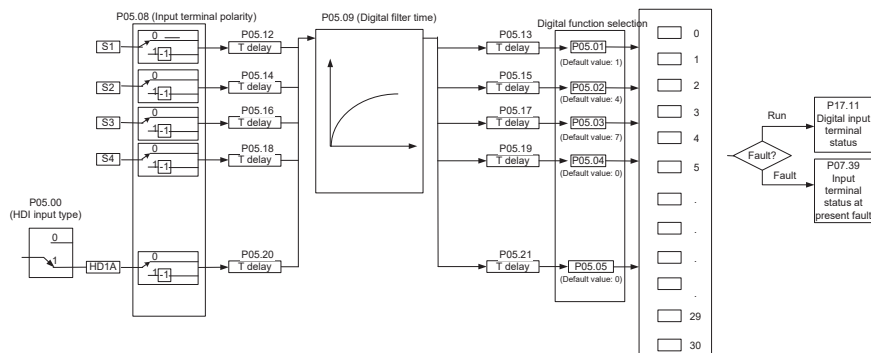 P05.08 (Input terminal polarity)
P05.09 (Digital filter time)
Digital function selection
S1
0
1
-1
P05.12
T delay
P05.13
T delay
P05.01
(Default value: 1)
S2
0
1
-1
P05.14
T delay
P05.15
T delay
P05.02
(Default value: 4)
S3
0
1
-1
P05.16
T delay
P05.17
T delay
P05.03
(Default value: 7)
S4
0
1
-1
P05.18
T delay
P05.19
T delay
P05.04
(Default value: 0)
P05.00
(HDI input type)
0
1
HD1A
0
1
-1
P05.20
T delay
P05.21
T delay
P05.05
(Default value: 0)
0
1
2
3
4
5
.
.
.
.
29
30
Fault?
Run
Fault
P17.11
Digital input
terminal
status
P07.39
Input
terminal
status at
present fault